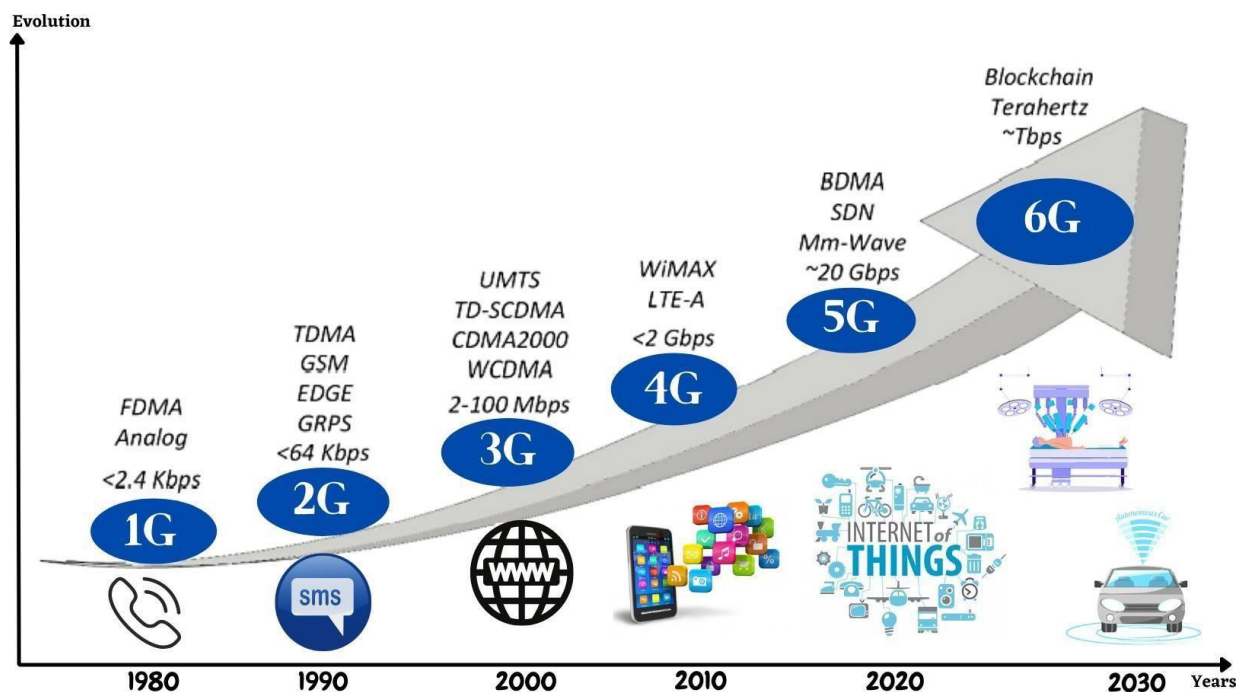 Evolution
FDMA
Analog
<2.4 Kbps
1G
TDMA
GSM
EDGE
GRPS
<64 Kbps
2G
UMTS
TD-SCDMA
CDMA2000
WCDMA
2-100 Mbps
3G
WiMAX
LTE-A
<2 Gbps
4G
BDMA
SDN
Mm-Wave
~20 Gbps
5G
Blockchain
Terahertz
~Tbps
6G
sms
WWW
INTERNET of
THINGS
Autonomous Car
1980
1990
2000
2010
2020
2030
Years